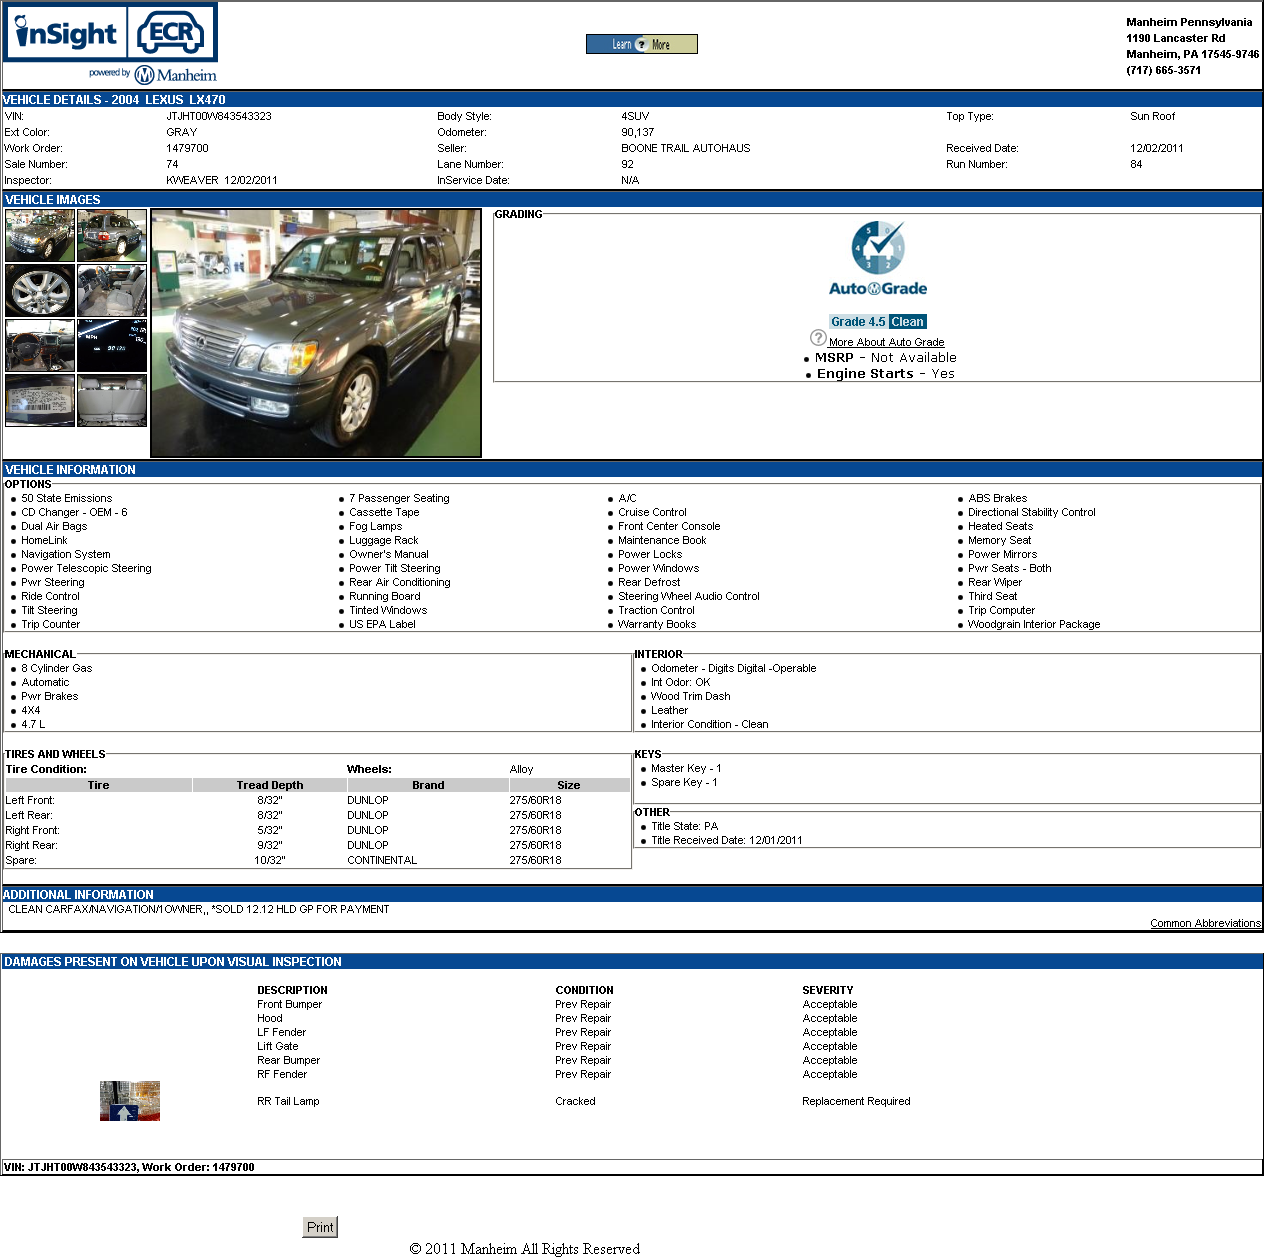 inSight ECR
powered by Manheim
Learn ? More
Manheim Pennsylvania
1190 Lancaster Rd
Manheim, PA 17545-9746
(717) 665-3571
VEHICLE DETAILS - 2004 LEXUS LX470
VIN: JTJHT00W843543323 Body Style: 4SUV Top Type: Sun Roof
Ext Color: GRAY Odometer: 90,137
Work Order: 1479700 Seller: BOONE TRAIL AUTOHAUS Received Date: 12/02/2011
Sale Number: 74 Lane Number: 92 Run Number: 84
Inspector: KWEAVER 12/02/2011 InService Date: N/A
VEHICLE IMAGES
GRADING
5 0 4 1 3 2
AutoGrade
Grade 4.5 Clean
? More About Auto Grade
MSRP - Not Available
Engine Starts - Yes
MPH
90 135
VEHICLE INFORMATION
OPTIONS
50 State Emissions 7 Passenger Seating A/C ABS Brakes
CD Changer - OEM - 6 Cassette Tape Cruise Control Directional Stability Control
Dual Air Bags Fog Lamps Front Center Console Heated Seats
HomeLink Luggage Rack Maintenance Book Memory Seat
Navigation System Owner's Manual Power Locks Power Mirrors
Power Telescopic Steering Power Tilt Steering Power Windows Pwr Seats - Both
Pwr Steering Rear Air Conditioning Rear Defrost Rear Wiper
Ride Control Running Board Steering Wheel Audio Control Third Seat
Tilt Steering Tinted Windows Traction Control Trip Computer
Trip Counter US EPA Label Warranty Books Woodgrain Interior Package
MECHANICAL
8 Cylinder Gas
Automatic
Pwr Brakes
4X4
4.7 L
INTERIOR
Odometer - Digits Digital -Operable
Int Odor: OK
Wood Trim Dash
Leather
Interior Condition - Clean
TIRES AND WHEELS
Tire Condition: Wheels: Alloy
Tire Tread Depth Brand Size
Left Front: 8/32" DUNLOP 275/60R18
Left Rear: 8/32" DUNLOP 275/60R18
Right Front: 5/32" DUNLOP 275/60R18
Right Rear: 9/32" DUNLOP 275/60R18
Spare: 10/32" CONTINENTAL 275/60R18
KEYS
Master Key - 1
Spare Key - 1
OTHER
Title State: PA
Title Received Date: 12/01/2011
ADDITIONAL INFORMATION
CLEAN CARFAX/NAVIGATION/1OWNER,, *SOLD 12.12 HLD GP FOR PAYMENT
Common Abbreviations
DAMAGES PRESENT ON VEHICLE UPON VISUAL INSPECTION
DESCRIPTION CONDITION SEVERITY
Front Bumper Prev Repair Acceptable
Hood Prev Repair Acceptable
LF Fender Prev Repair Acceptable
Lift Gate Prev Repair Acceptable
Rear Bumper Prev Repair Acceptable
RF Fender Prev Repair Acceptable
RR Tail Lamp Cracked Replacement Required
VIN: JTJHT00W843543323, Work Order: 1479700
Print
© 2011 Manheim All Rights Reserved